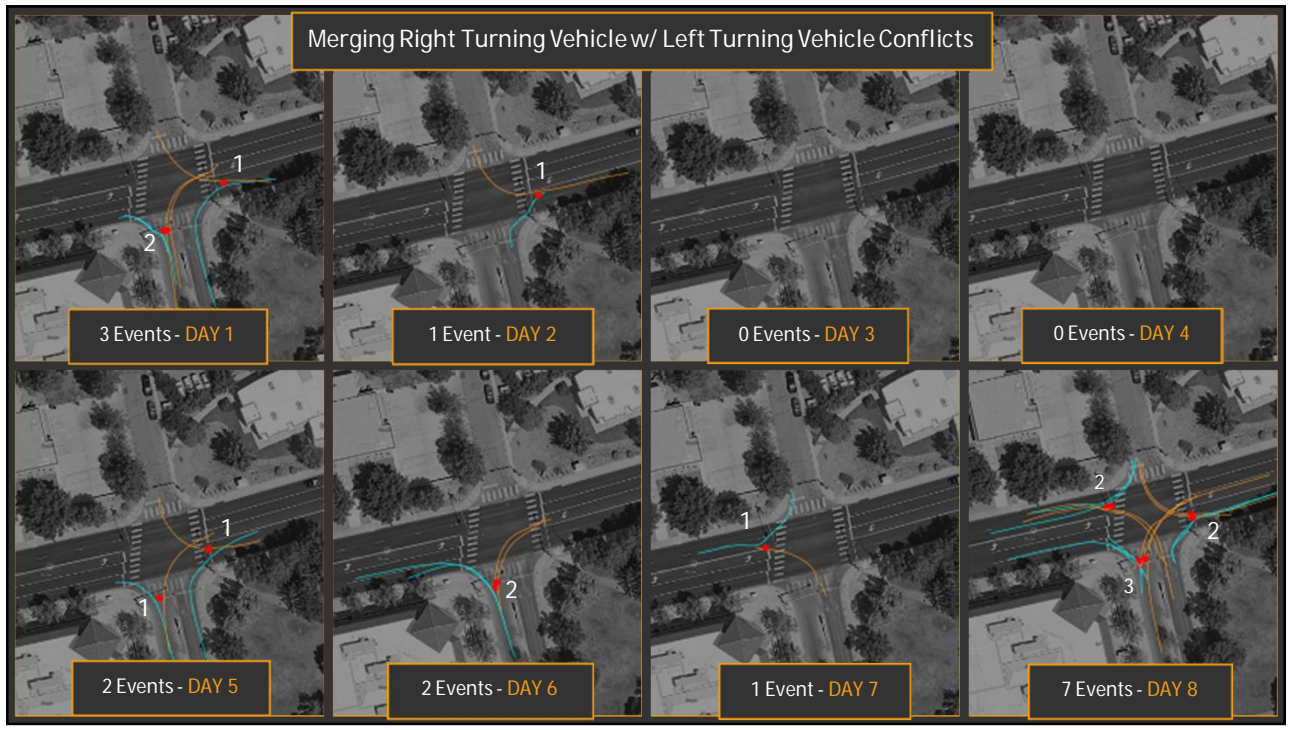 Merging Right Turning Vehicle w/ Left Turning Vehicle Conflicts
1
2
3 Events - DAY 1
1
1 Event - DAY 2
0 Events - DAY 3
0 Events - DAY 4
1
1
2 Events - DAY 5
2
2 Events - DAY 6
1
1 Event - DAY 7
2
2
3
7 Events - DAY 8